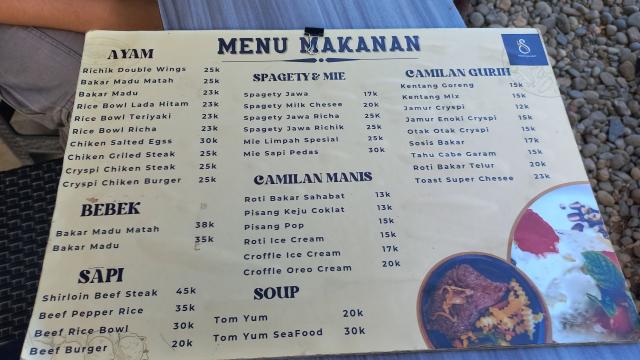 MENU MAKANAN
AYAM
Richik Double Wings 25k
Bakar Madu Matah 25k
Bakar Madu 23k
Rice Bowl Lada Hitam 23k
Rice Bowl Teriyaki 23k
Rice Bowl Richa 23k
Chiken Salted Egss 30k
Chiken Grilled Steak 25k
Cryspi Chiken Steak 25k
Cryspi Chiken Burger 25k
BEBEK
Bakar Madu Matah 38k
Bakar Madu 35k
SAPI
Shirloin Beef Steak 45k
Beef Pepper Rice 35k
Beef Rice Bowl 30k
Beef Burger 20k
SPAGETY & MIE
Spagety Jawa 17k
Spagety Milk Chesee 20k
Spagety Jawa Richa 25K
Spagety Jawa Richik 25k
Mie Limpah Spesial 25k
Mie Sapi Pedas 30k
CAMILAN MANIS
Roti Bakar Sahabat 13k
Pisang Keju Coklat 13k
Pisang Pop 15k
Roti Ice Cream 15k
Croffle Ice Cream 17k
Croffle Oreo Cream 20k
SOUP
Tom Yum 20k
Tom Yum SeaFood 30k
CAMILAN GURIH
Kentang Goreng 15k
Kentang Mix 15k
Jamur Cryspi 12k
Jamur Enoki Cryspi 15k
Otak Otak Cryspi 15k
Sosis Bakar 17k
Tahu Cabe Garam 15k
Roti Bakar Telur 20k
Toast Super Chesee 23k